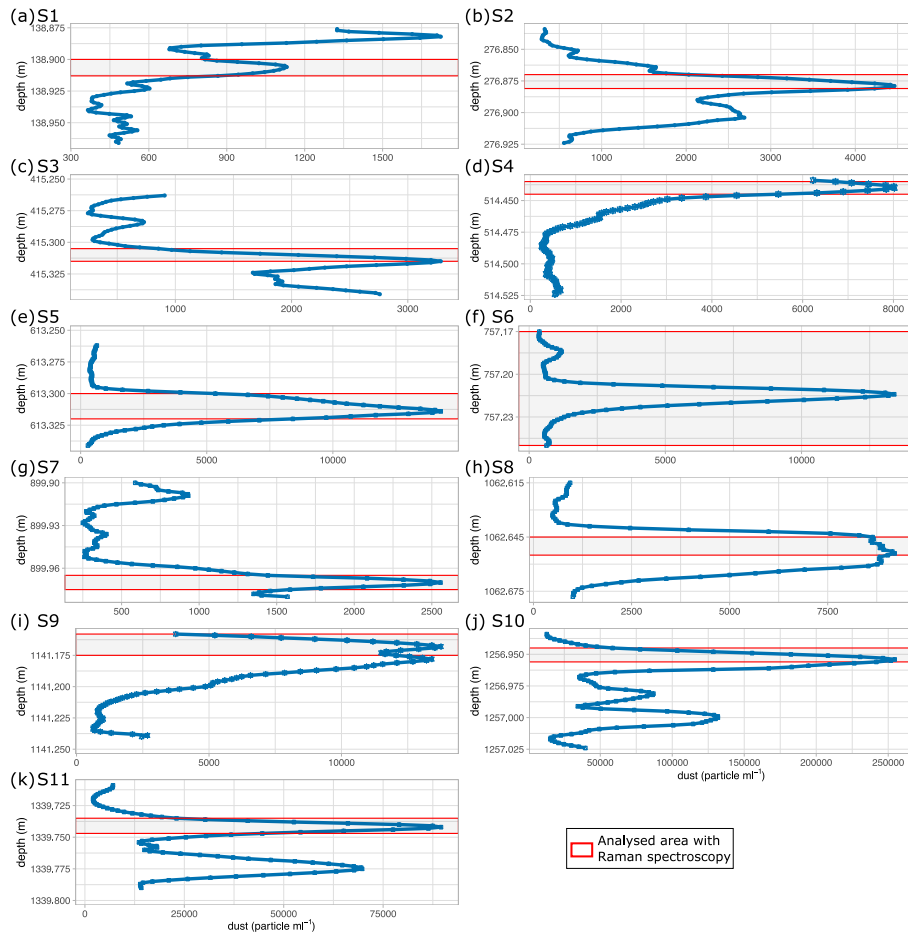 (a) S1
138.875
138.900
138.925
138.950
depth (m)
300 600 900 1200 1500
(b) S2
276.850
276.875
276.900
276.925
depth (m)
1000 2000 3000 4000
(c) S3
415.250
415.275
415.300
415.325
depth (m)
1000 2000 3000
(d) S4
514.450
514.475
514.500
514.525
depth (m)
0 2000 4000 6000 8000
(e) S5
613.250
613.275
613.300
613.325
depth (m)
0 5000 10000
(f) S6
757.17
757.20
757.23
depth (m)
0 5000 10000
(g) S7
899.90
899.93
899.96
depth (m)
500 1000 1500 2000 2500
(h) S8
1062.615
1062.645
1062.675
depth (m)
0 2500 5000 7500
(i) S9
1141.175
1141.200
1141.225
1141.250
depth (m)
0 5000 10000
(j) S10
1256.950
1256.975
1257.000
1257.025
depth (m)
50000 100000 150000 200000 250000
dust (particle ml⁻¹)
(k) S11
1339.725
1339.750
1339.775
1339.800
depth (m)
0 25000 50000 75000
dust (particle ml⁻¹)
Analysed area with
Raman spectroscopy